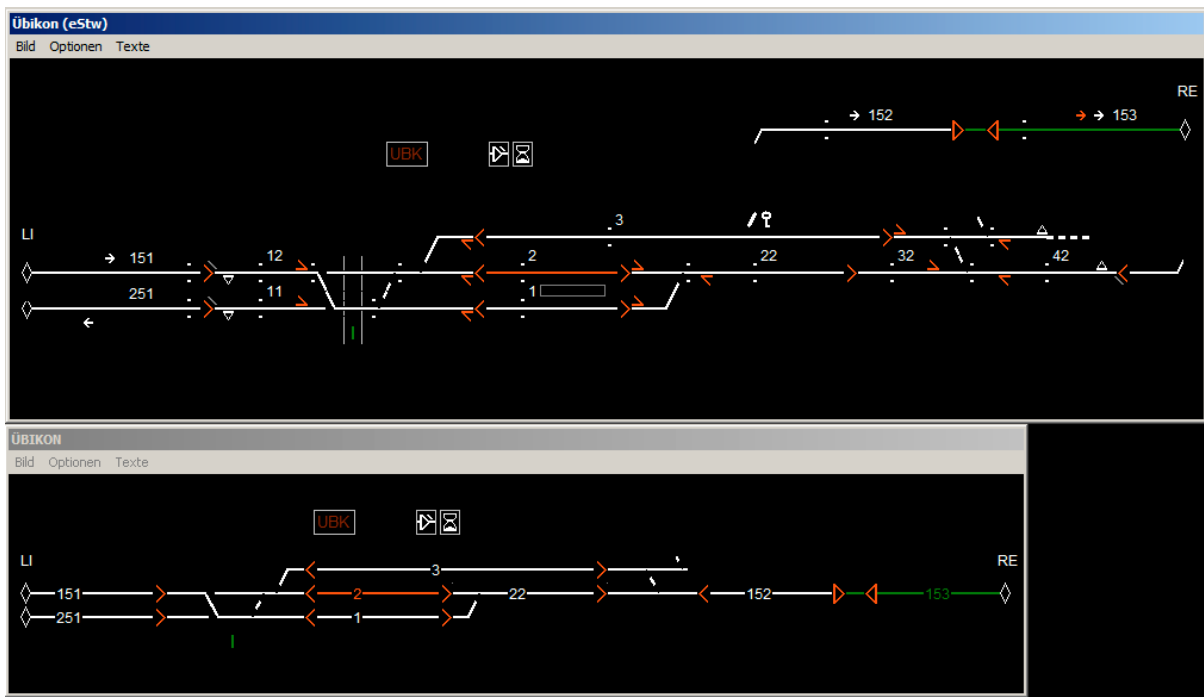 Übikon (eStw)
Bild Optionen Texte
RE
152 153
UBK
3
LI
151 12 2 22 32 42
251 11 1
ÜBIKON
Bild Optionen Texte
UBK
LI 3 RE
151 2 22 152 153
251 1